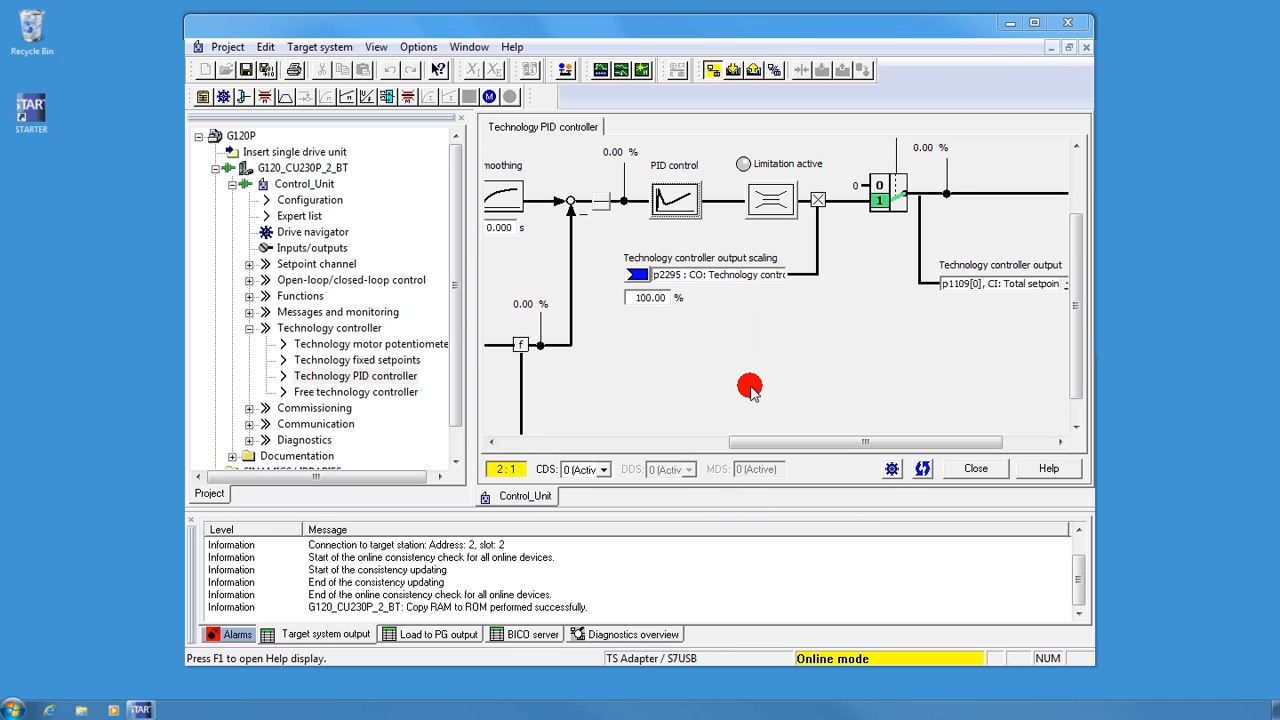 Recycle Bin
STARTER
Project Edit Target system View Options Window Help
G120P
Insert single drive unit
G120_CU230P_2_BT
Control_Unit
Configuration
Expert list
Drive navigator
Inputs/outputs
Setpoint channel
Open-loop/closed-loop control
Functions
Messages and monitoring
Technology controller
Technology motor potentiomete
Technology fixed setpoints
Technology PID controller
Free technology controller
Commissioning
Communication
Diagnostics
Documentation
Project
Technology PID controller
0.00 %
0.00 %
moothing
PID control
Limitation active
0
0
1
0.000 s
Technology controller output scaling
p2295 : CO: Technology contro
100.00 %
Technology controller output
p1109[0], CI: Total setpoin
0.00 %
f
2 : 1
CDS: 0 (Activ
DDS: 0 (Activ
MDS: 0 (Active)
Close
Help
Control_Unit
Level Message
Information Connection to target station: Address: 2, slot: 2
Information Start of the online consistency check for all online devices.
Information Start of the consistency updating
Information End of the consistency updating
Information End of the online consistency check for all online devices.
Information G120_CU230P_2_BT: Copy RAM to ROM performed successfully.
Alarms Target system output Load to PG output BICO server Diagnostics overview
Press F1 to open Help display. TS Adapter / S7USB Online mode NUM